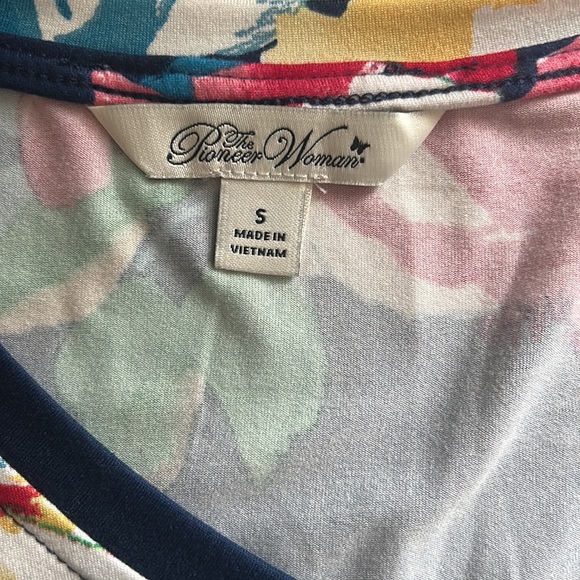 The
Pioneer Woman
S
MADE IN
VIETNAM